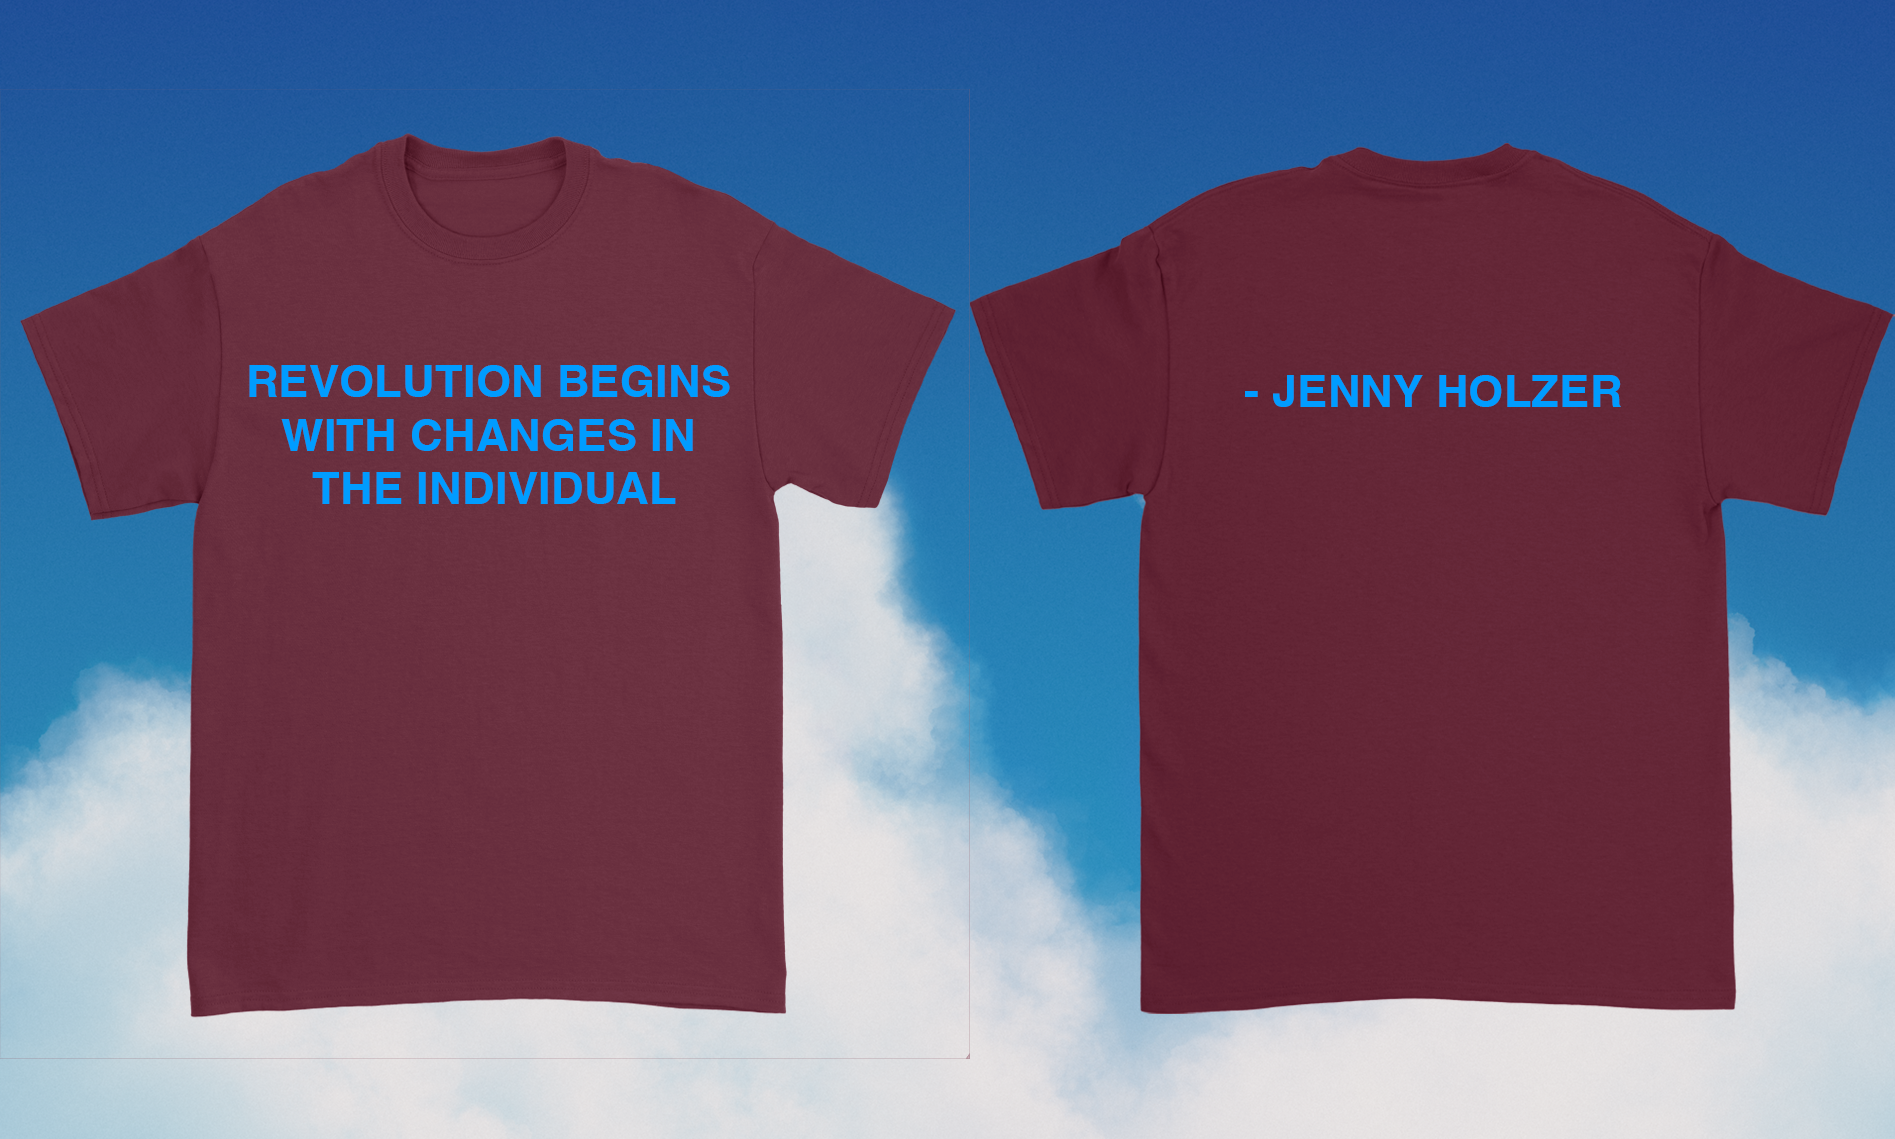 REVOLUTION BEGINS
WITH CHANGES IN
THE INDIVIDUAL
- JENNY HOLZER